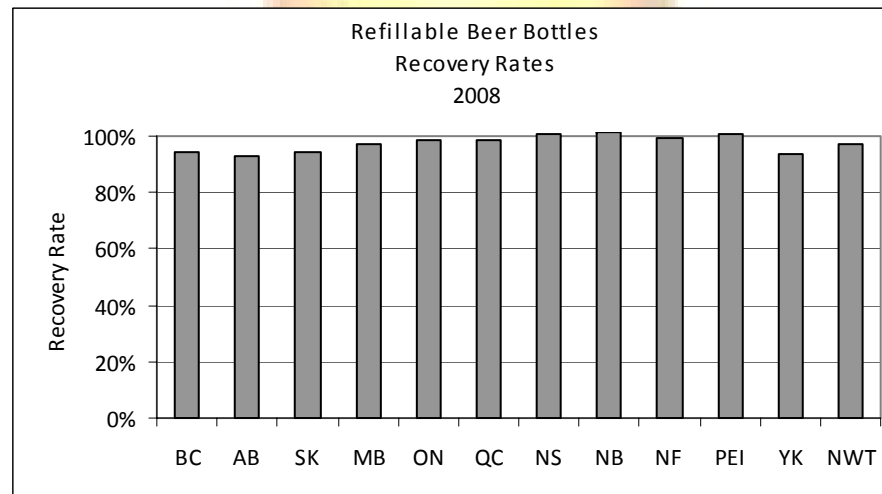 Refillable Beer Bottles
Recovery Rates
2008
100%
80%
60%
40%
20%
0%
Recovery Rate
BC AB SK MB ON QC NS NB NF PEI YK NWT